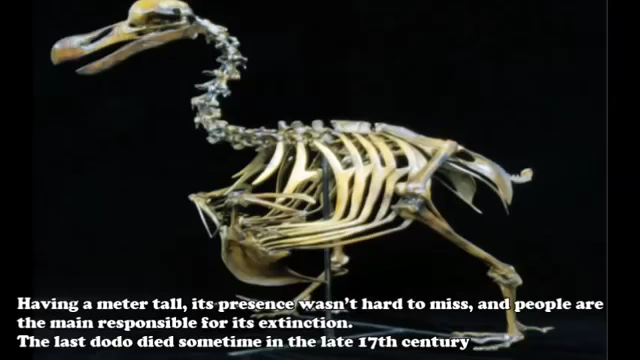 Having a meter tall, its presence wasn't hard to miss, and people are
the main responsible for its extinction.
The last dodo died sometime in the late 17th century